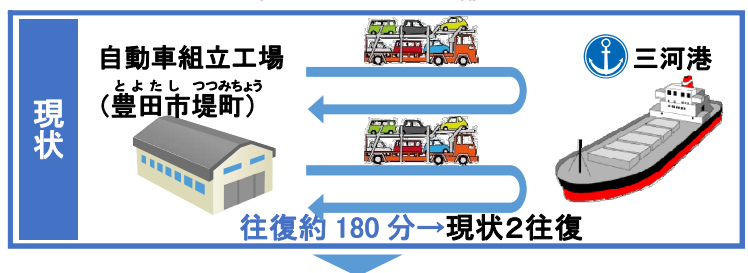 現状
自動車組立工場
とよたし つつみちょう
（豊田市堤町）
三河港
往復約 180 分→現状２往復